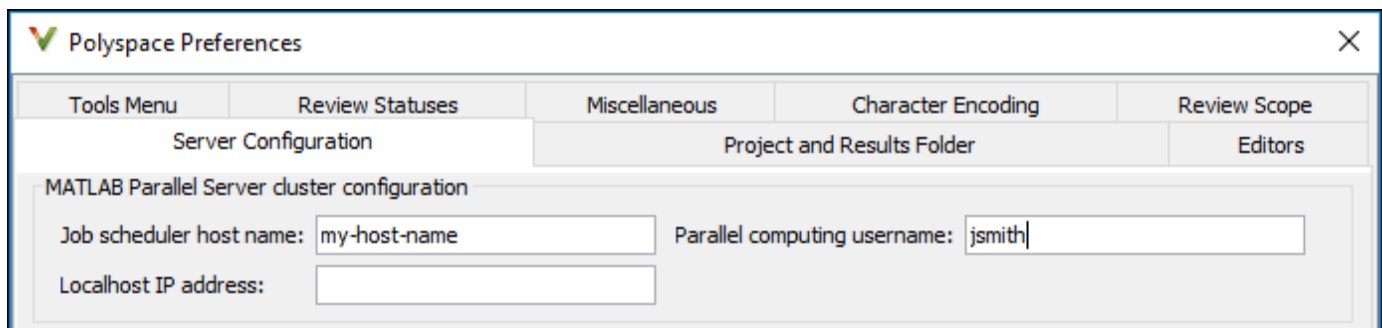 Polyspace Preferences
Tools Menu Review Statuses Miscellaneous Character Encoding Review Scope
Server Configuration Project and Results Folder Editors
MATLAB Parallel Server cluster configuration
Job scheduler host name: my-host-name Parallel computing username: jsmith
Localhost IP address: